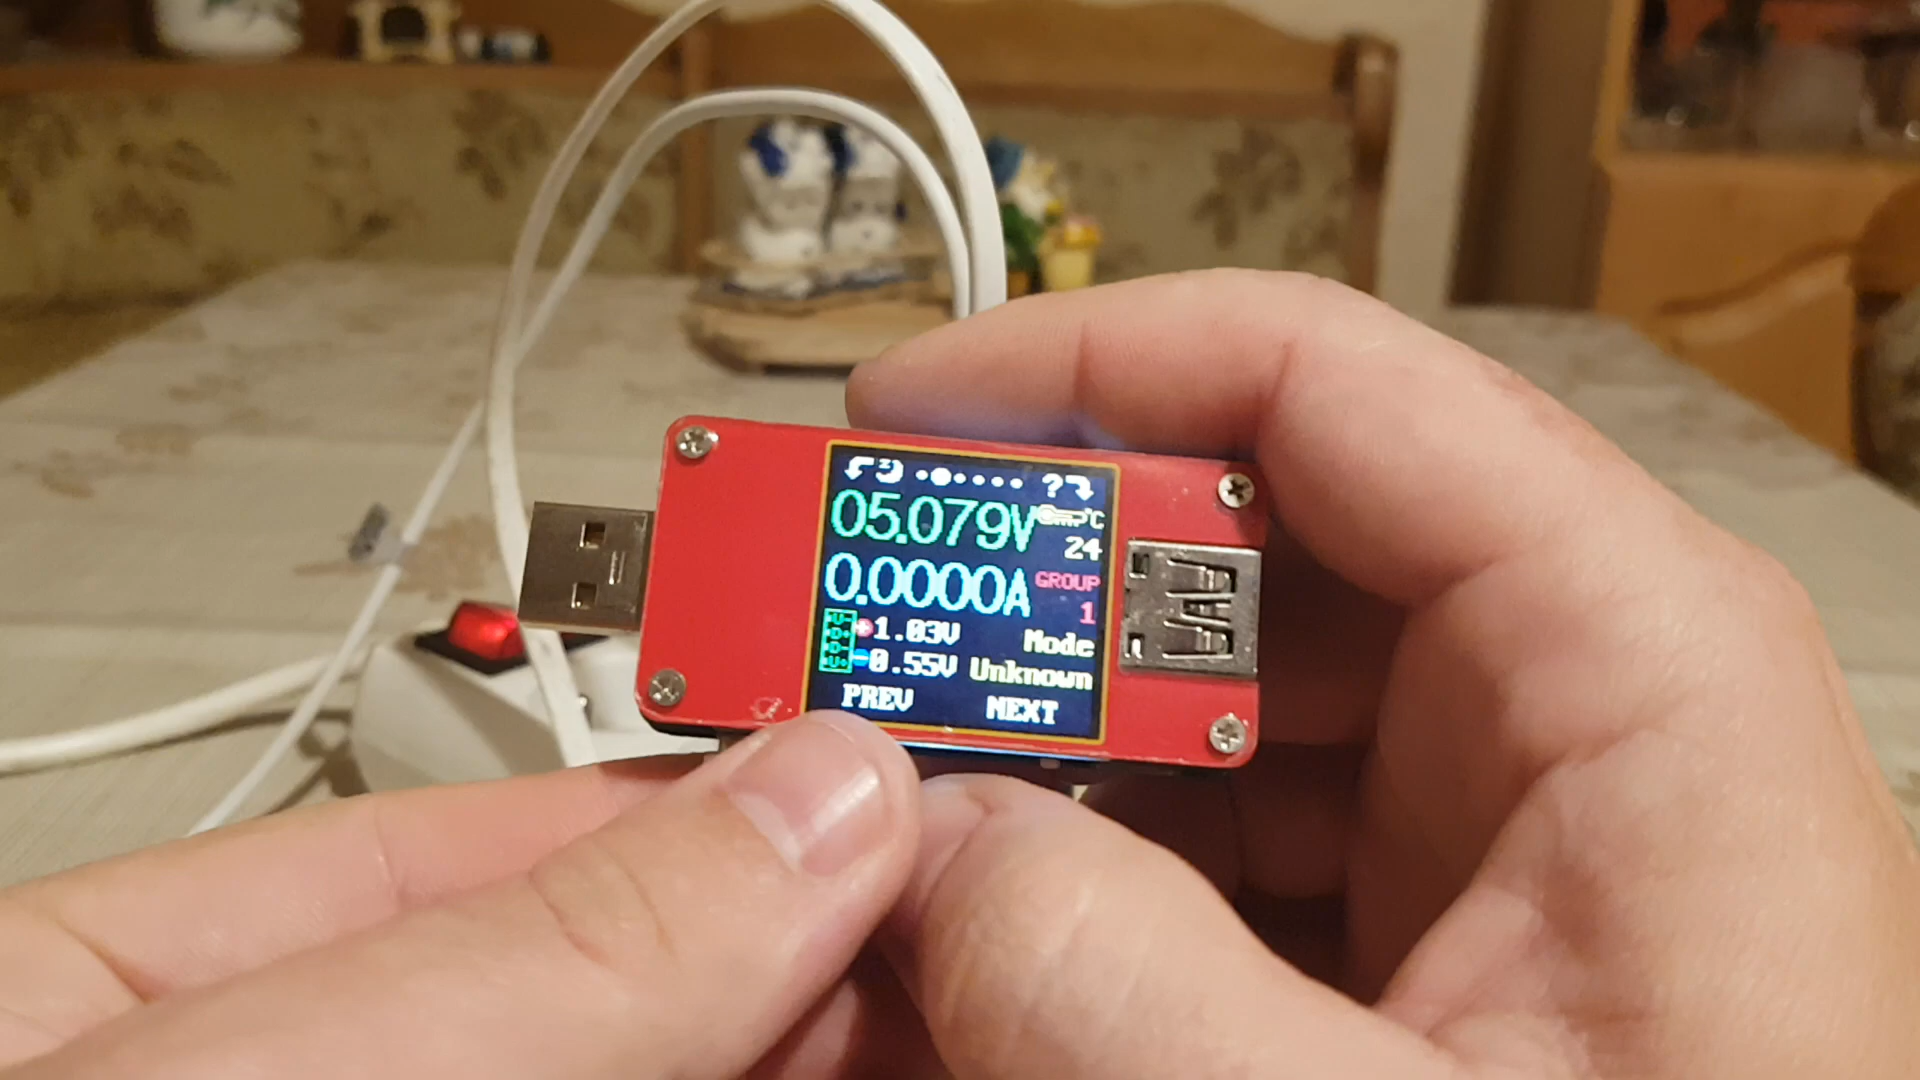 ?
05.079V
°C
24
0.0000A
GROUP
1
U-
D+
D-
U+
+1.03V
-0.55V
Mode
Unknown
PREV
NEXT